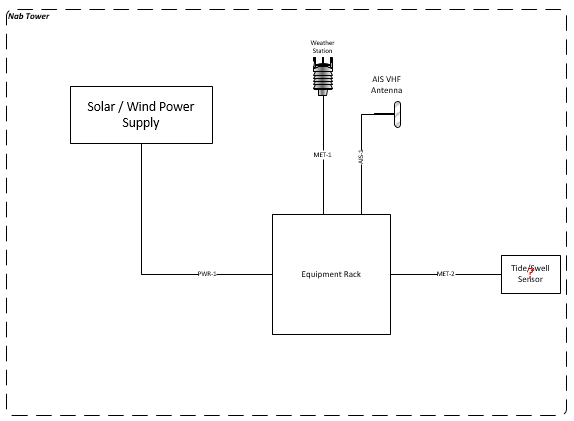 Nab Tower
Weather
Station
AIS VHF
Antenna
Solar / Wind Power
Supply
MET-1
AIS-1
PWR-1
Equipment Rack
MET-2
Tide/Swell
Sensor
?